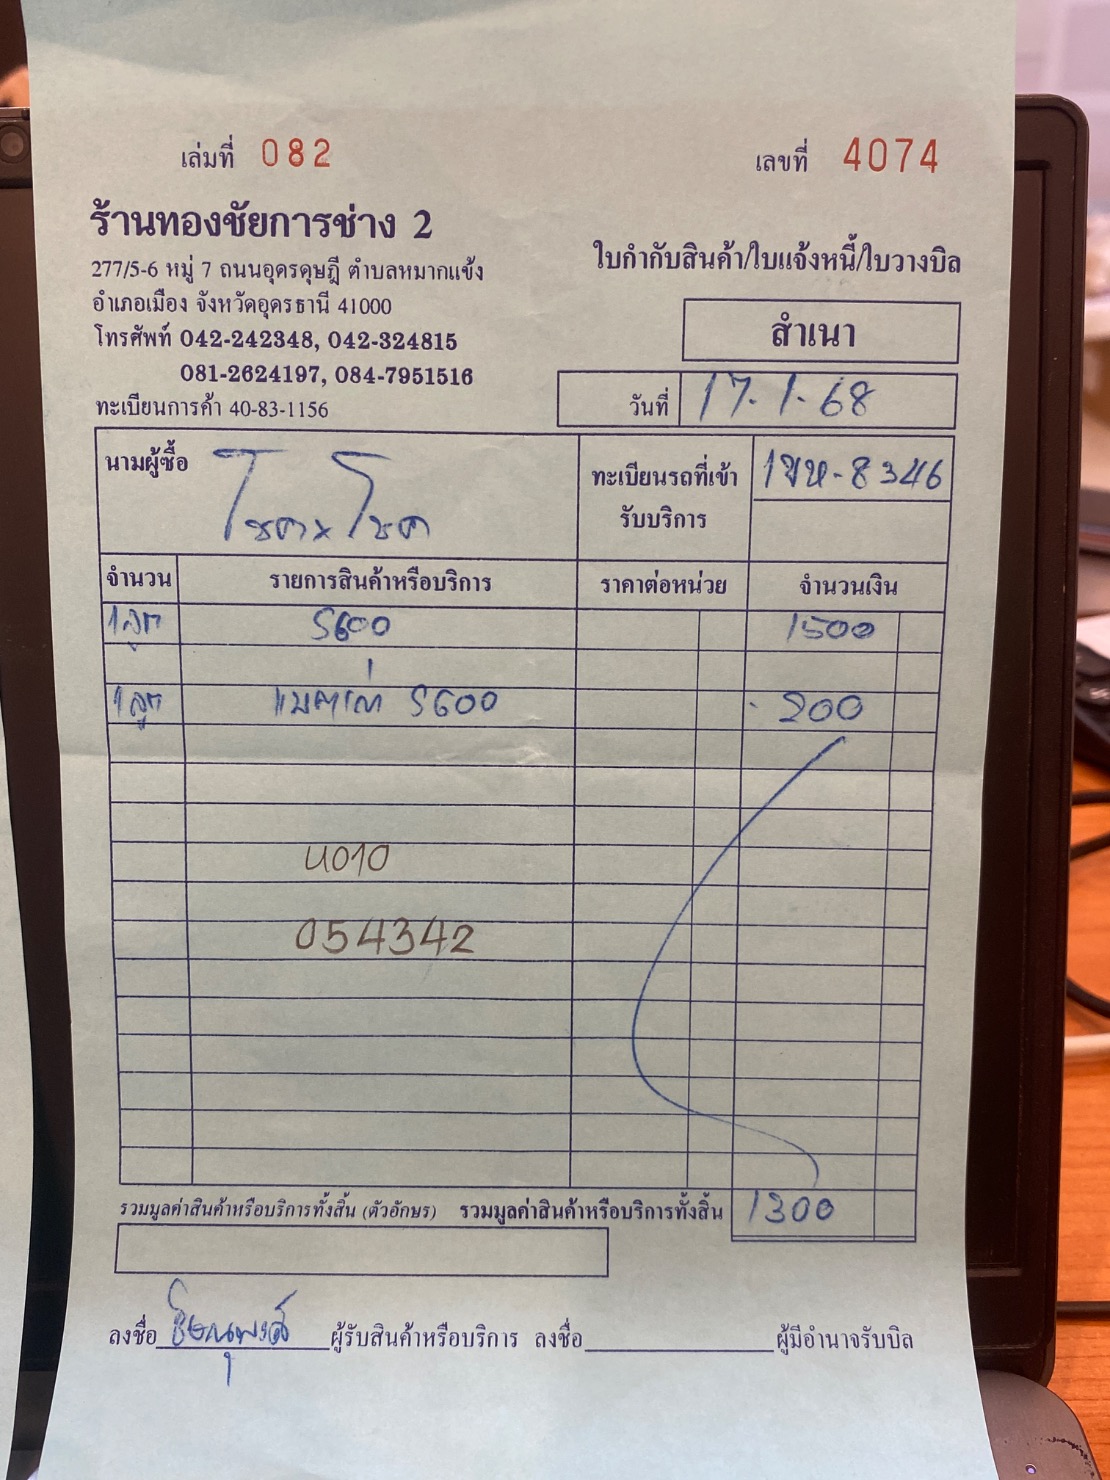 เล่มที่ 082 เลขที่ 4074
ร้านทองชัยการช่าง 2
277/5-6 หมู่ 7 ถนนอุดรดุษฎี ตำบลหมากแข้ง
อำเภอเมือง จังหวัดอุดรธานี 41000
โทรศัพท์ 042-242348, 042-324815
081-2624197, 084-7951516
ทะเบียนการค้า 40-83-1156
ใบกำกับสินค้า/ใบแจ้งหนี้/ใบวางบิล
สำเนา
วันที่ 17.1.68
นามผู้ซื้อ
ทะเบียนรถที่เข้า 1ขห-8346
รับบริการ
จำนวน รายการสินค้าหรือบริการ ราคาต่อหน่วย จำนวนเงิน
1 ลูก S600 1500
1 ลูก แบตเก่า S600 - 200
4010
054342
รวมมูลค่าสินค้าหรือบริการทั้งสิ้น (ตัวอักษร) รวมมูลค่าสินค้าหรือบริการทั้งสิ้น 1300
ลงชื่อ ผู้รับสินค้าหรือบริการ ลงชื่อ ผู้มีอำนาจรับบิล